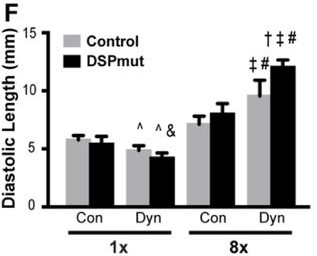 F
Diastolic Length (mm)
15
10
5
0
Control
DSPmut
^
^ &
‡ #
† ‡ #
Con
Dyn
Con
Dyn
1x
8x